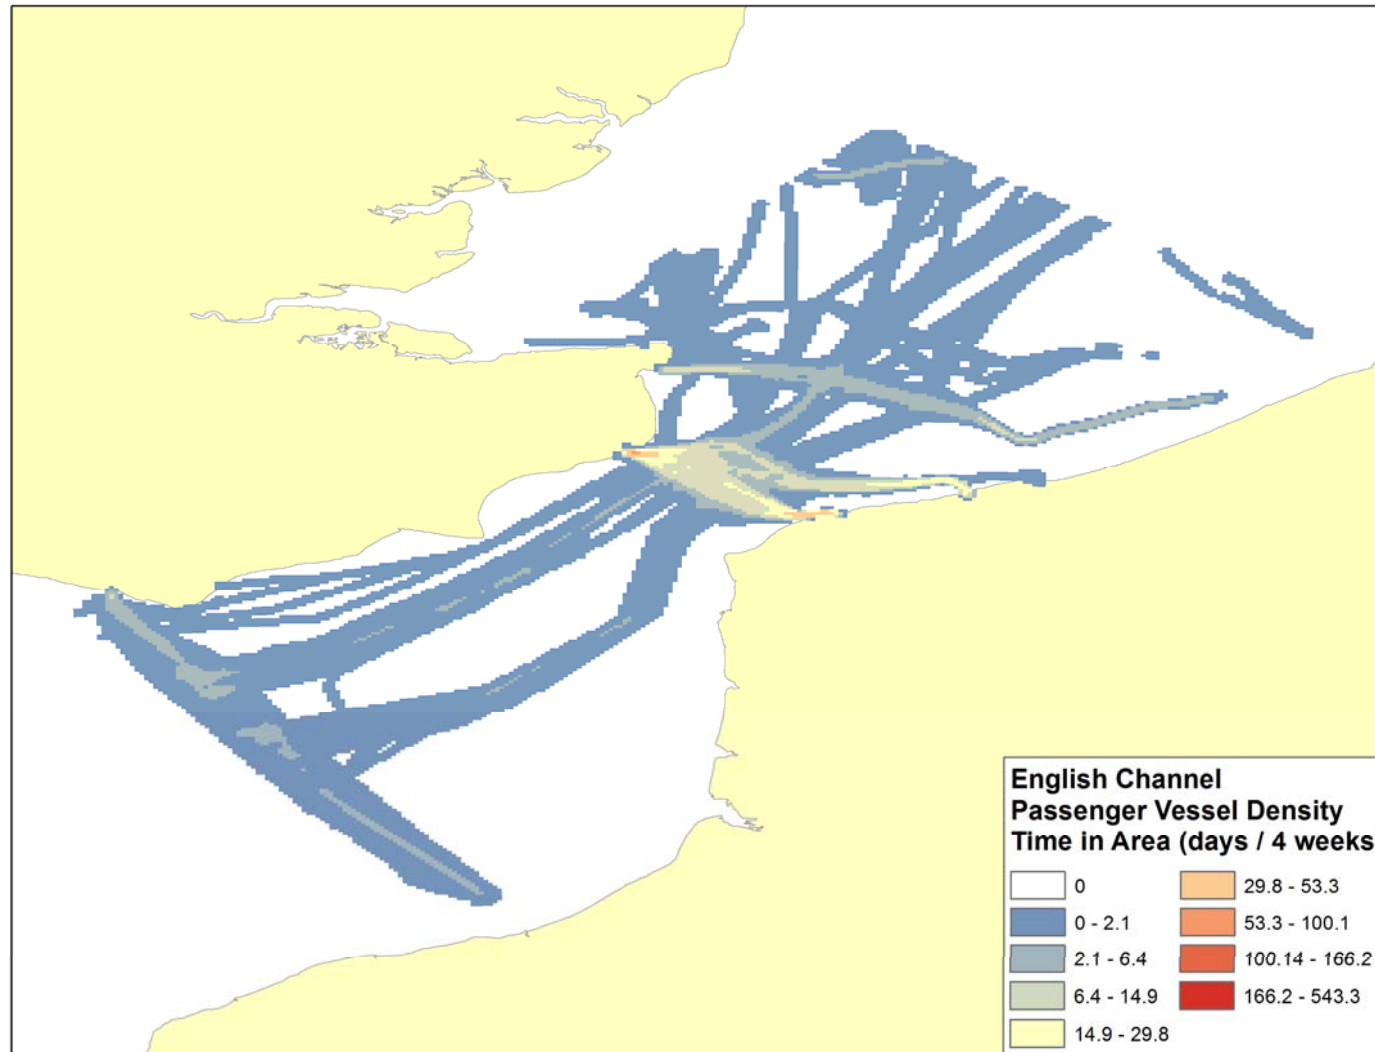 English Channel
Passenger Vessel Density
Time in Area (days / 4 weeks
0
29.8 - 53.3
0 - 2.1
53.3 - 100.1
2.1 - 6.4
100.14 - 166.2
6.4 - 14.9
166.2 - 543.3
14.9 - 29.8